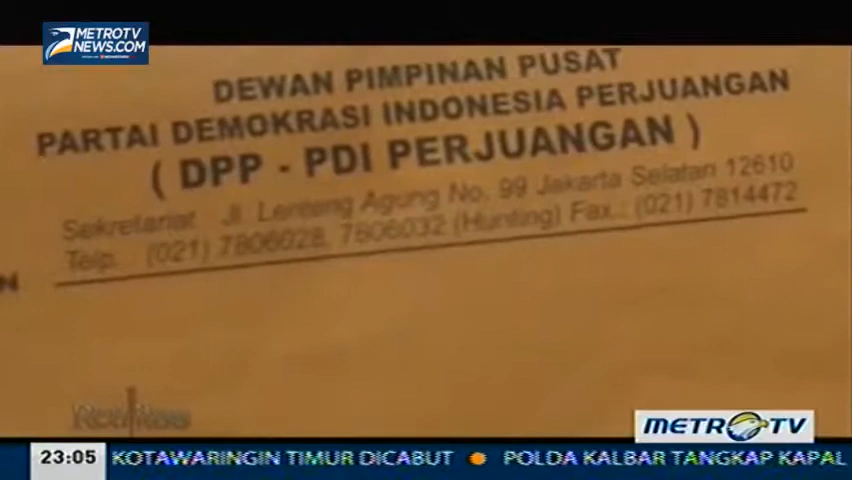 METROTV
NEWS.COM
DEWAN PIMPINAN PUSAT
PARTAI DEMOKRASI INDONESIA PERJUANGAN
( DPP - PDI PERJUANGAN )
Sekretariat Jl. Lenteng Agung No. 99 Jakarta Selatan 12610
Telp. (021) 7806028, 7806032 (Hunting) Fax.: (021) 7814472
N
METRO TV
23:05 KOTAWARINGIN TIMUR DICABUT POLDA KALBAR TANGKAP KAPAL